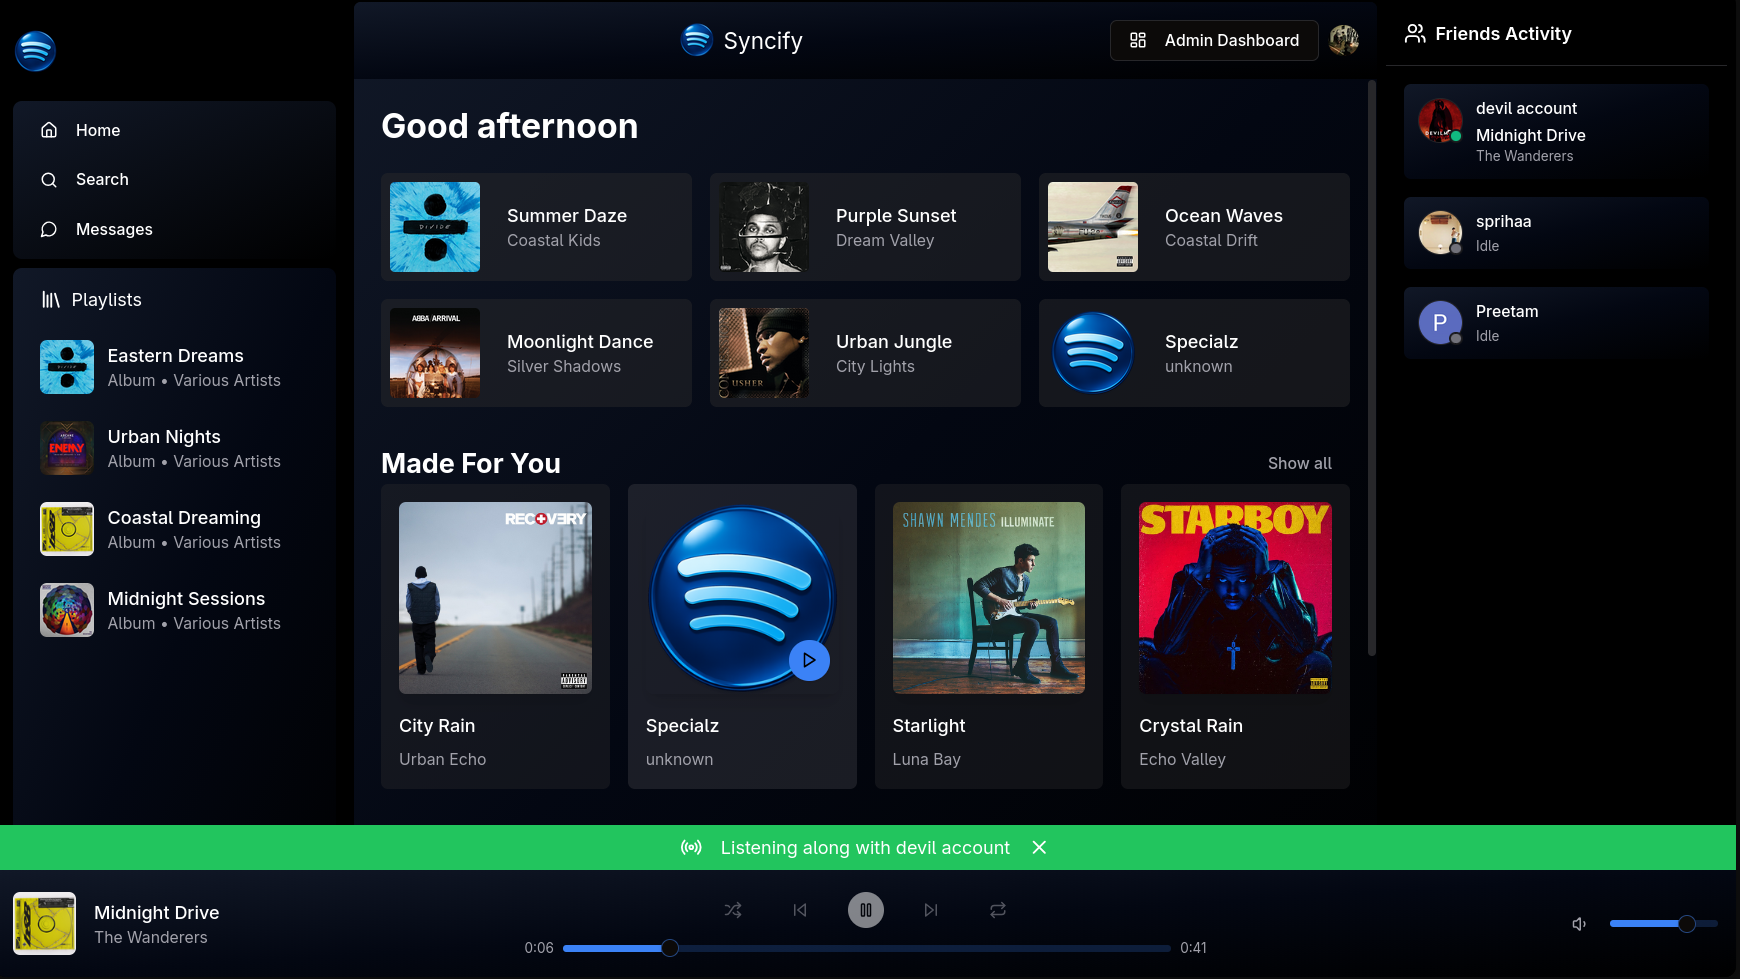 Syncify
Admin Dashboard
Friends Activity
Home
Search
Messages
Playlists
Eastern Dreams
Album • Various Artists
Urban Nights
Album • Various Artists
Coastal Dreaming
Album • Various Artists
Midnight Sessions
Album • Various Artists
Good afternoon
DIVIDE
Summer Daze
Coastal Kids
Purple Sunset
Dream Valley
Ocean Waves
Coastal Drift
ABBA ARRIVAL
Moonlight Dance
Silver Shadows
USHER
Urban Jungle
City Lights
Specialz
unknown
Made For You
Show all
RECOVERY
City Rain
Urban Echo
Specialz
unknown
SHAWN MENDES ILLUMINATE
Starlight
Luna Bay
STARBOY
Crystal Rain
Echo Valley
devil account
Midnight Drive
The Wanderers
sprihaa
Idle
P
Preetam
Idle
ENEMY
Listening along with devil account
Midnight Drive
The Wanderers
0:06
0:41